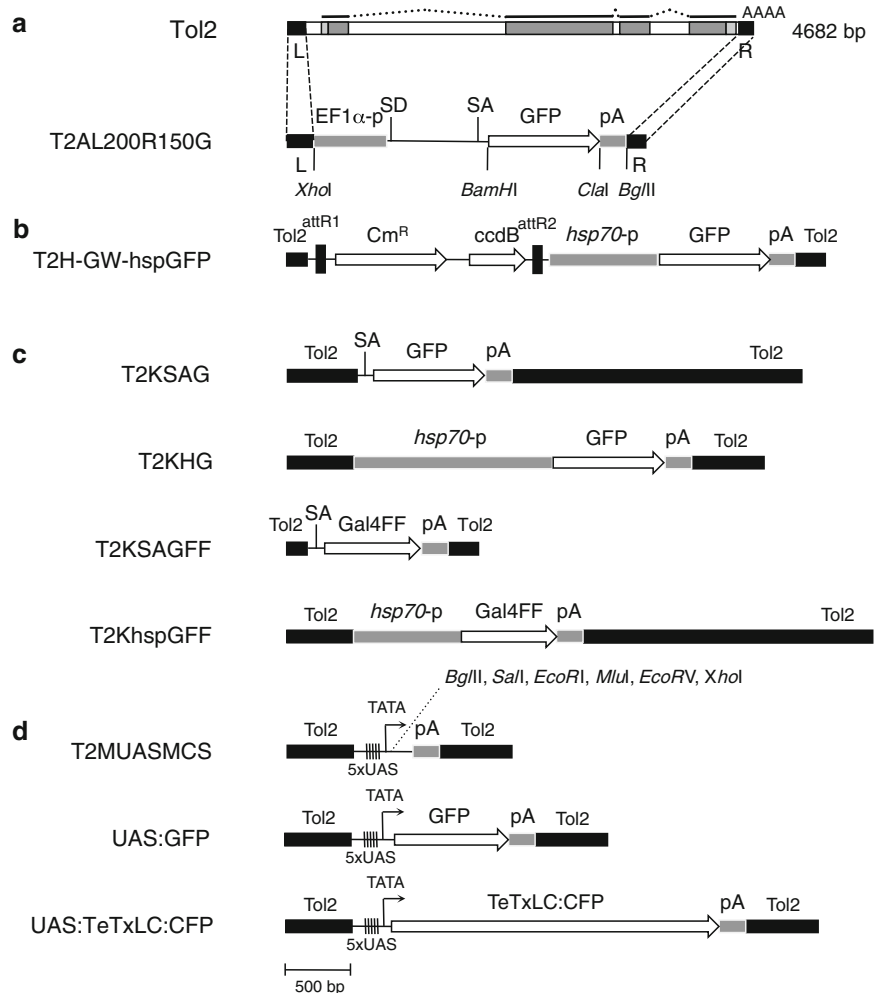 a
AAAA
Tol2
4682 bp
L
R
EF1α-p
SD
SA
GFP
pA
T2AL200R150G
L
R
XhoI
BamHI
ClaI
BglII
b
Tol2
attR1
CmR
ccdB
attR2
hsp70-p
GFP
pA
Tol2
T2H-GW-hspGFP
c
Tol2
SA
GFP
pA
Tol2
T2KSAG
Tol2
hsp70-p
GFP
pA
Tol2
T2KHG
Tol2
SA
Gal4FF
pA
Tol2
T2KSAGFF
Tol2
hsp70-p
Gal4FF
pA
Tol2
T2KhspGFF
BglII, SalI, EcoRI, MluI, EcoRV, XhoI
d
Tol2
TATA
pA
Tol2
T2MUASMCS
5xUAS
Tol2
TATA
GFP
pA
Tol2
UAS:GFP
5xUAS
Tol2
TATA
TeTxLC:CFP
pA
Tol2
UAS:TeTxLC:CFP
5xUAS
500 bp